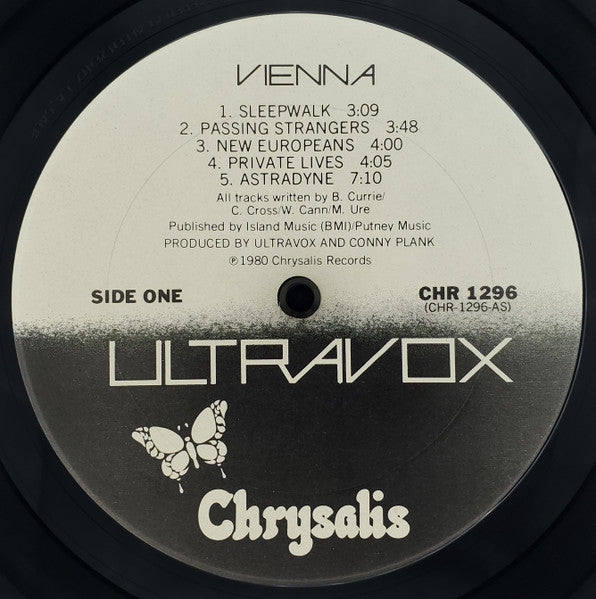 VIENNA
1. SLEEPWALK 3:09
2. PASSING STRANGERS 3:48
3. NEW EUROPEANS 4:00
4. PRIVATE LIVES 4:05
5. ASTRADYNE 7:10
All tracks written by B. Currie/
C. Cross/W. Cann/M. Ure
Published by Island Music (BMI)/Putney Music
PRODUCED BY ULTRAVOX AND CONNY PLANK
℗ 1980 Chrysalis Records
SIDE ONE
CHR 1296
(CHR-1296-AS)
ULTRAVOX
Chrysalis